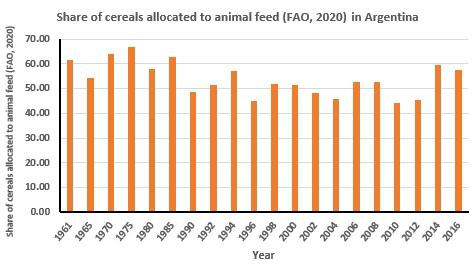 Share of cereals allocated to animal feed (FAO, 2020) in Argentina
Share of cereals allocated to animal feed (FAO, 2020)
70.00
60.00
50.00
40.00
30.00
20.00
10.00
0.00
1961 1965 1970 1975 1980 1985 1990 1992 1994 1996 1998 2000 2002 2004 2006 2008 2010 2012 2014 2016
Year